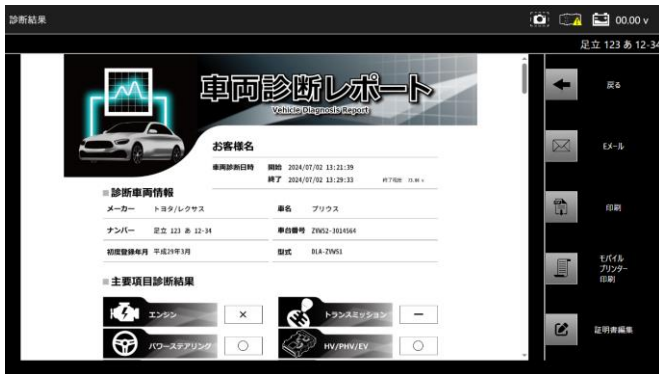 診断結果
00.00 v
足立 123 あ 12-34
車両診断レポート
Vehicle Diagnosis Report
お客様名
車両診断日時 開始 2024/07/02 13:21:39
終了 2024/07/02 13:29:33
診断車両情報
メーカー トヨタ/レクサス 車名 プリウス
ナンバー 足立 123 あ 12-34 車台番号 ZVW52-3014564
初度登録年月 平成29年3月 型式 DLA-ZVW51
主要項目診断結果
エンジン × トランスミッション ー
パワーステアリング ○ HV/PHV/EV ○
戻る
EX-ル
印刷
モバイル
プリンター
印刷
証明書編集